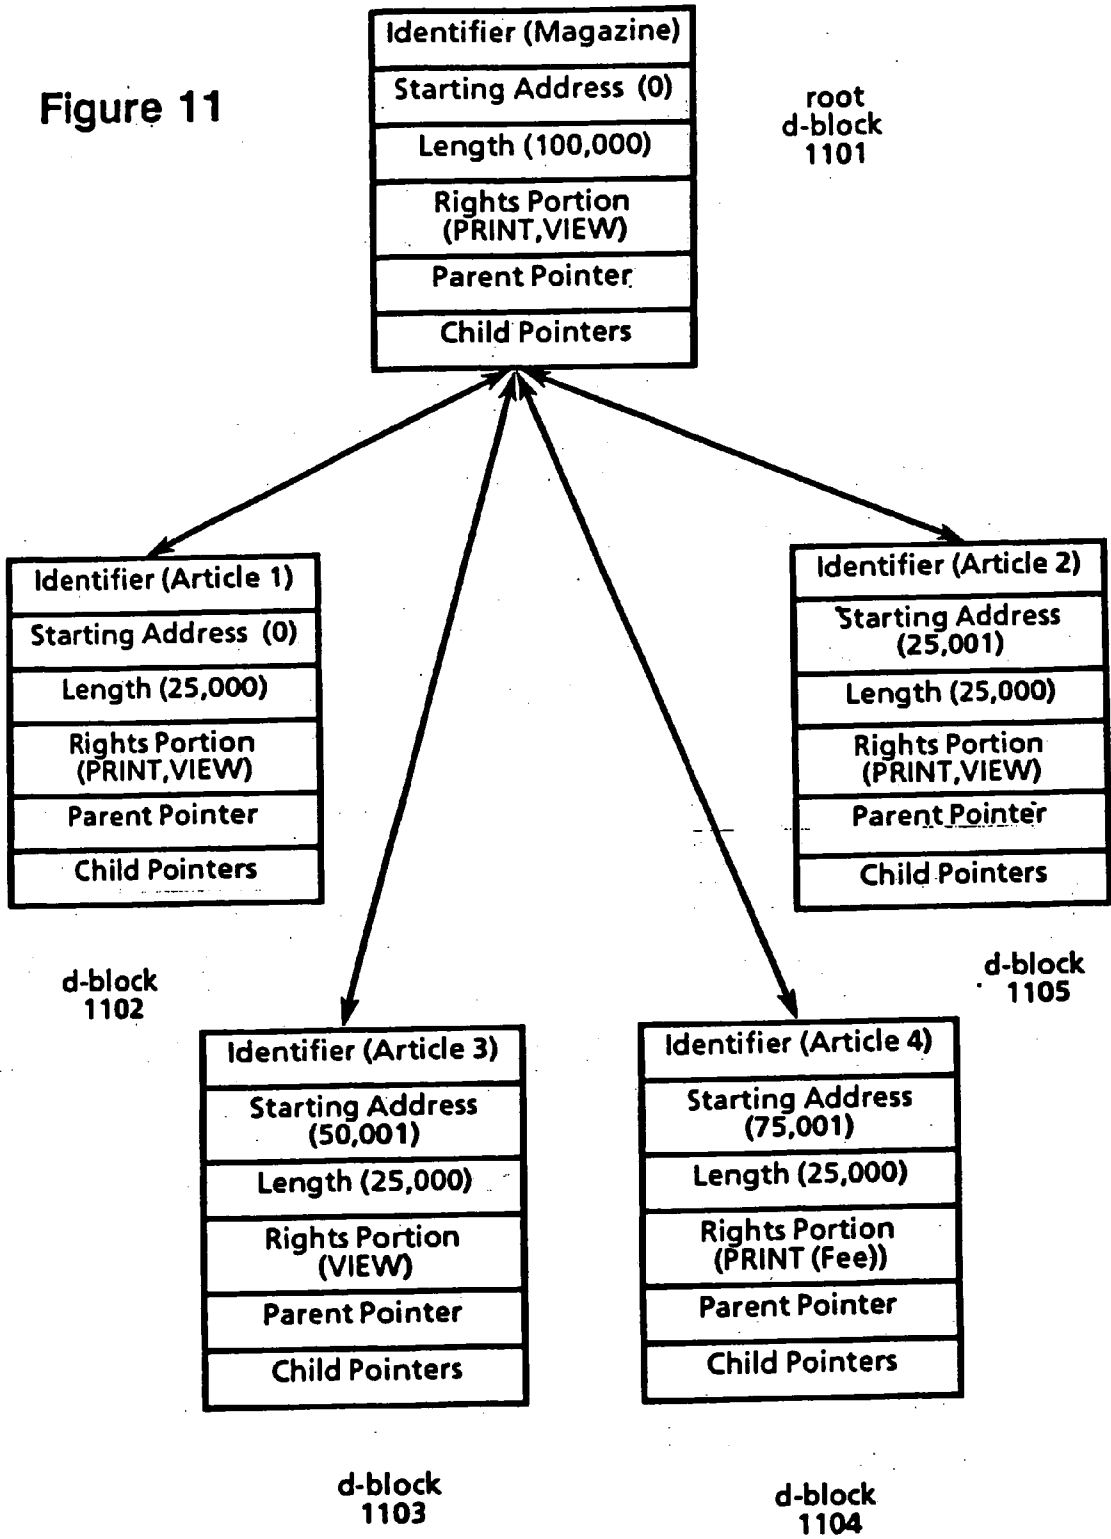 Figure 11
Identifier (Magazine)
Starting Address (0)
Length (100,000)
Rights Portion
(PRINT,VIEW)
Parent Pointer
Child Pointers
root
d-block
1101
Identifier (Article 1)
Starting Address (0)
Length (25,000)
Rights Portion
(PRINT,VIEW)
Parent Pointer
Child Pointers
d-block
1102
Identifier (Article 2)
Starting Address
(25,001)
Length (25,000)
Rights Portion
(PRINT,VIEW)
Parent Pointer
Child Pointers
d-block
1105
Identifier (Article 3)
Starting Address
(50,001)
Length (25,000)
Rights Portion
(VIEW)
Parent Pointer
Child Pointers
d-block
1103
Identifier (Article 4)
Starting Address
(75,001)
Length (25,000)
Rights Portion
(PRINT (Fee))
Parent Pointer
Child Pointers
d-block
1104